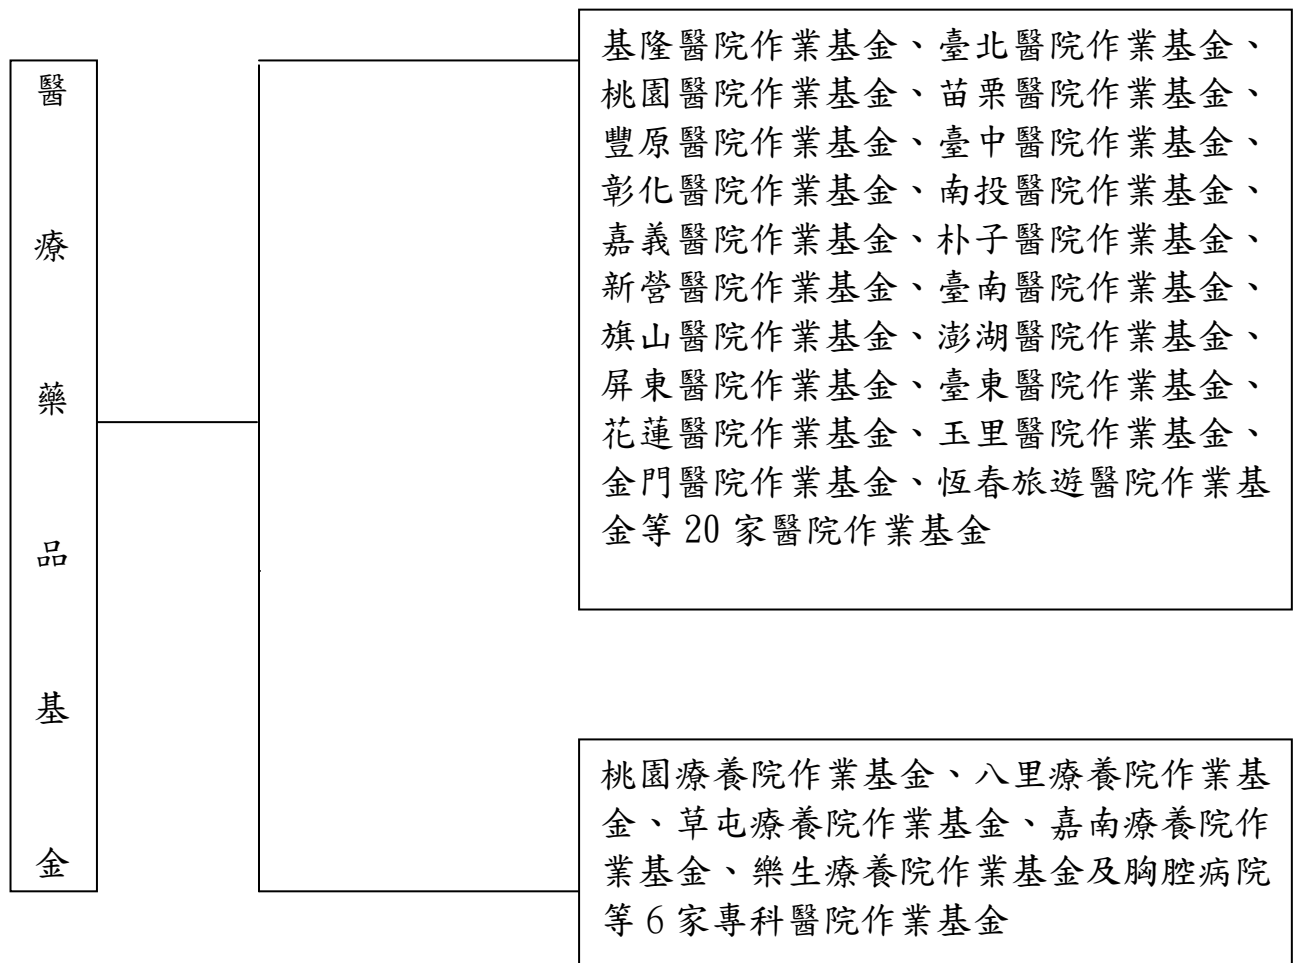 醫療藥品基金
基隆醫院作業基金、臺北醫院作業基金、
桃園醫院作業基金、苗栗醫院作業基金、
豐原醫院作業基金、臺中醫院作業基金、
彰化醫院作業基金、南投醫院作業基金、
嘉義醫院作業基金、朴子醫院作業基金、
新營醫院作業基金、臺南醫院作業基金、
旗山醫院作業基金、澎湖醫院作業基金、
屏東醫院作業基金、臺東醫院作業基金、
花蓮醫院作業基金、玉里醫院作業基金、
金門醫院作業基金、恆春旅遊醫院作業基
金等 20 家醫院作業基金
桃園療養院作業基金、八里療養院作業基
金、草屯療養院作業基金、嘉南療養院作
業基金、樂生療養院作業基金及胸腔病院
等 6 家專科醫院作業基金